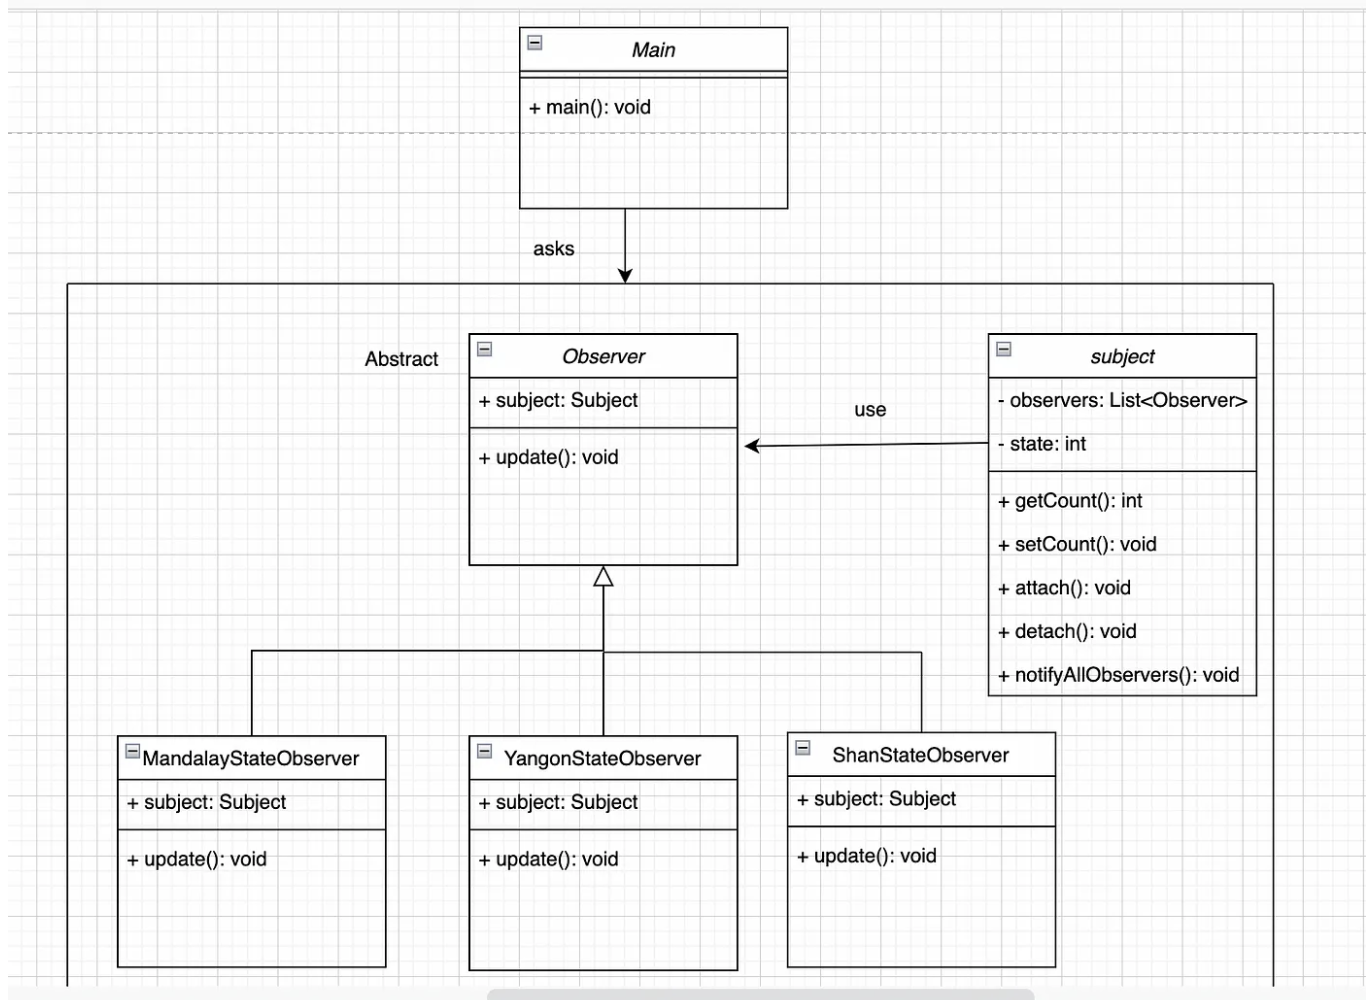 Main
+ main(): void
asks
Abstract
Observer
+ subject: Subject
+ update(): void
use
subject
- observers: List<Observer>
- state: int
+ getCount(): int
+ setCount(): void
+ attach(): void
+ detach(): void
+ notifyAllObservers(): void
MandalayStateObserver
+ subject: Subject
+ update(): void
YangonStateObserver
+ subject: Subject
+ update(): void
ShanStateObserver
+ subject: Subject
+ update(): void